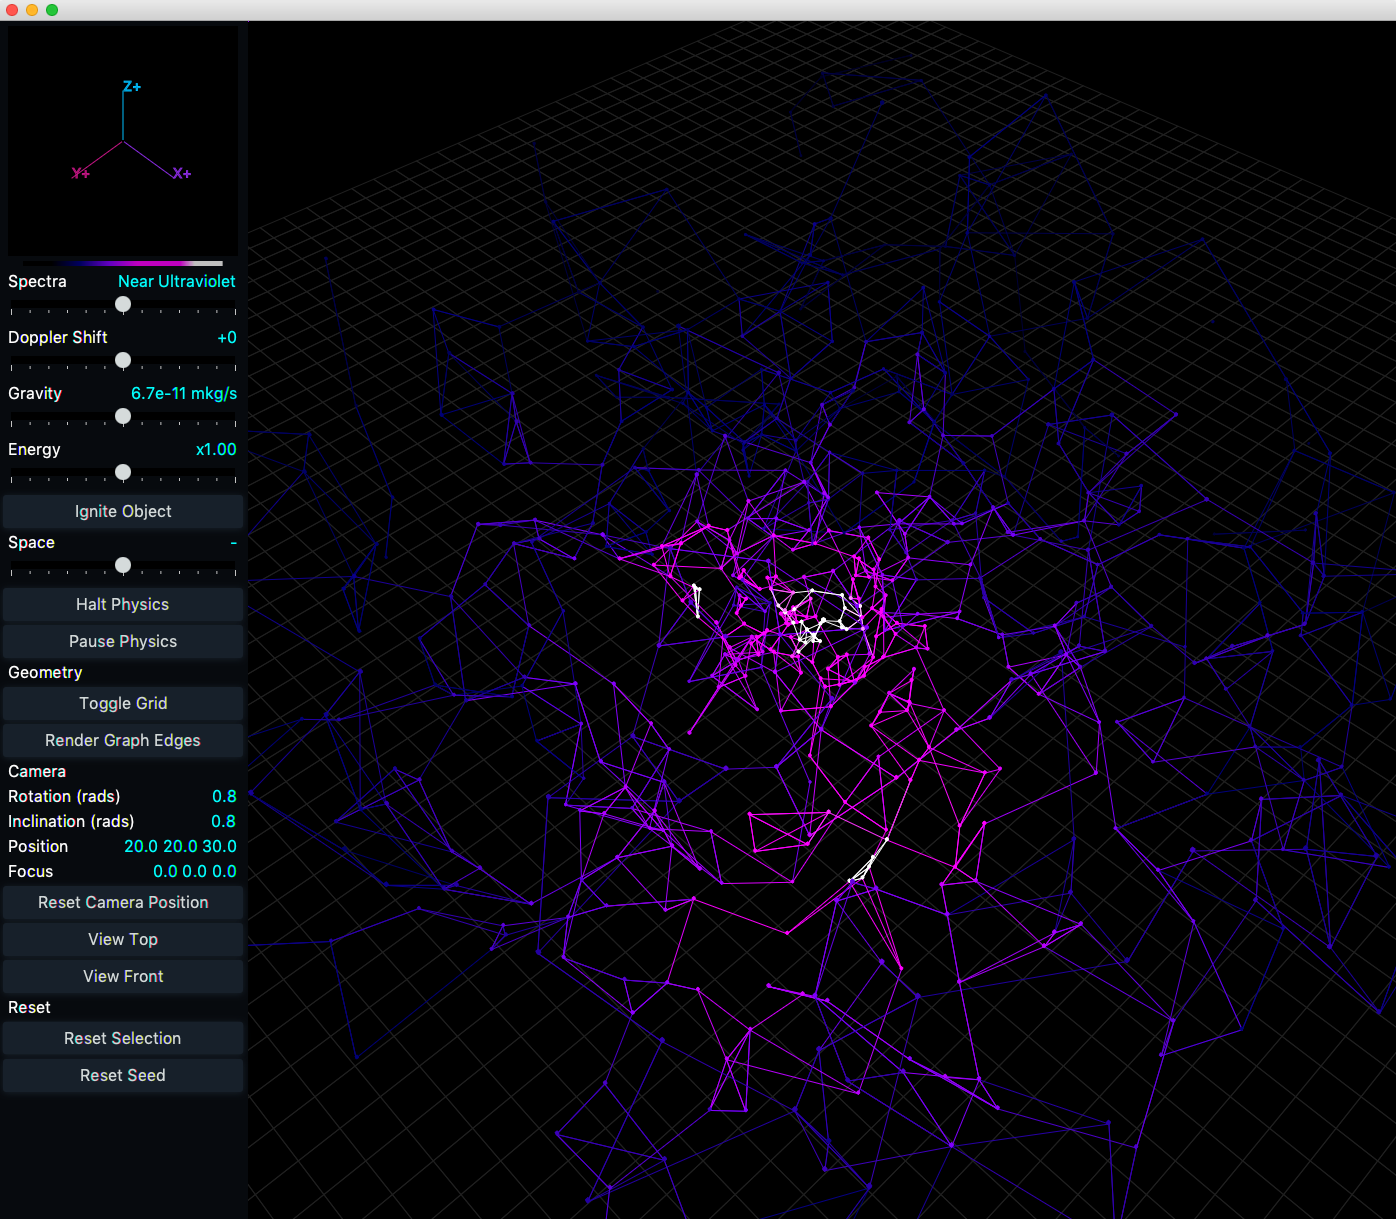 Z+
Y+ X+
Spectra Near Ultraviolet
Doppler Shift +0
Gravity 6.7e-11 mkg/s
Energy x1.00
Ignite Object
Space -
Halt Physics
Pause Physics
Geometry
Toggle Grid
Render Graph Edges
Camera
Rotation (rads) 0.8
Inclination (rads) 0.8
Position 20.0 20.0 30.0
Focus 0.0 0.0 0.0
Reset Camera Position
View Top
View Front
Reset
Reset Selection
Reset Seed